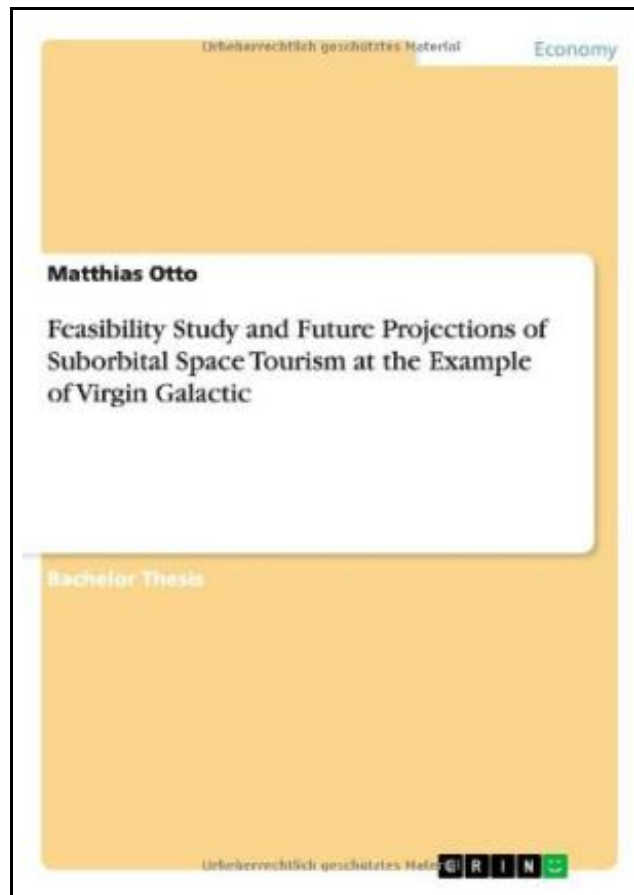 Urheberrechtlich geschütztes Material
Economy
Matthias Otto
Feasibility Study and Future Projections of
Suborbital Space Tourism at the Example
of Virgin Galactic
Bachelor Thesis
Urheberrechtlich geschütztes Mater
G R I N